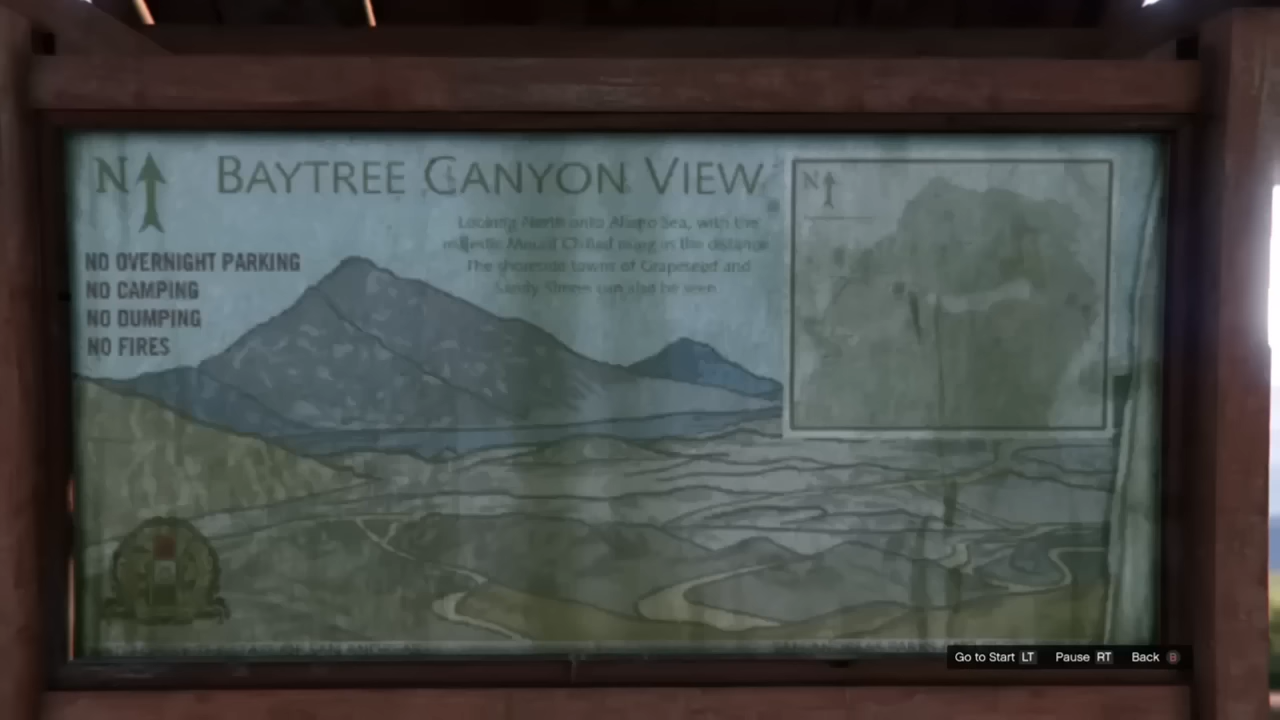 N
BAYTREE CANYON VIEW
Looking North onto Alamo Sea, with the
majestic Mount Chiliad rising in the distance
The shoreside towns of Grapeseed and
Sandy Shores can also be seen
NO OVERNIGHT PARKING
NO CAMPING
NO DUMPING
NO FIRES
N
Go to Start LT Pause RT Back B